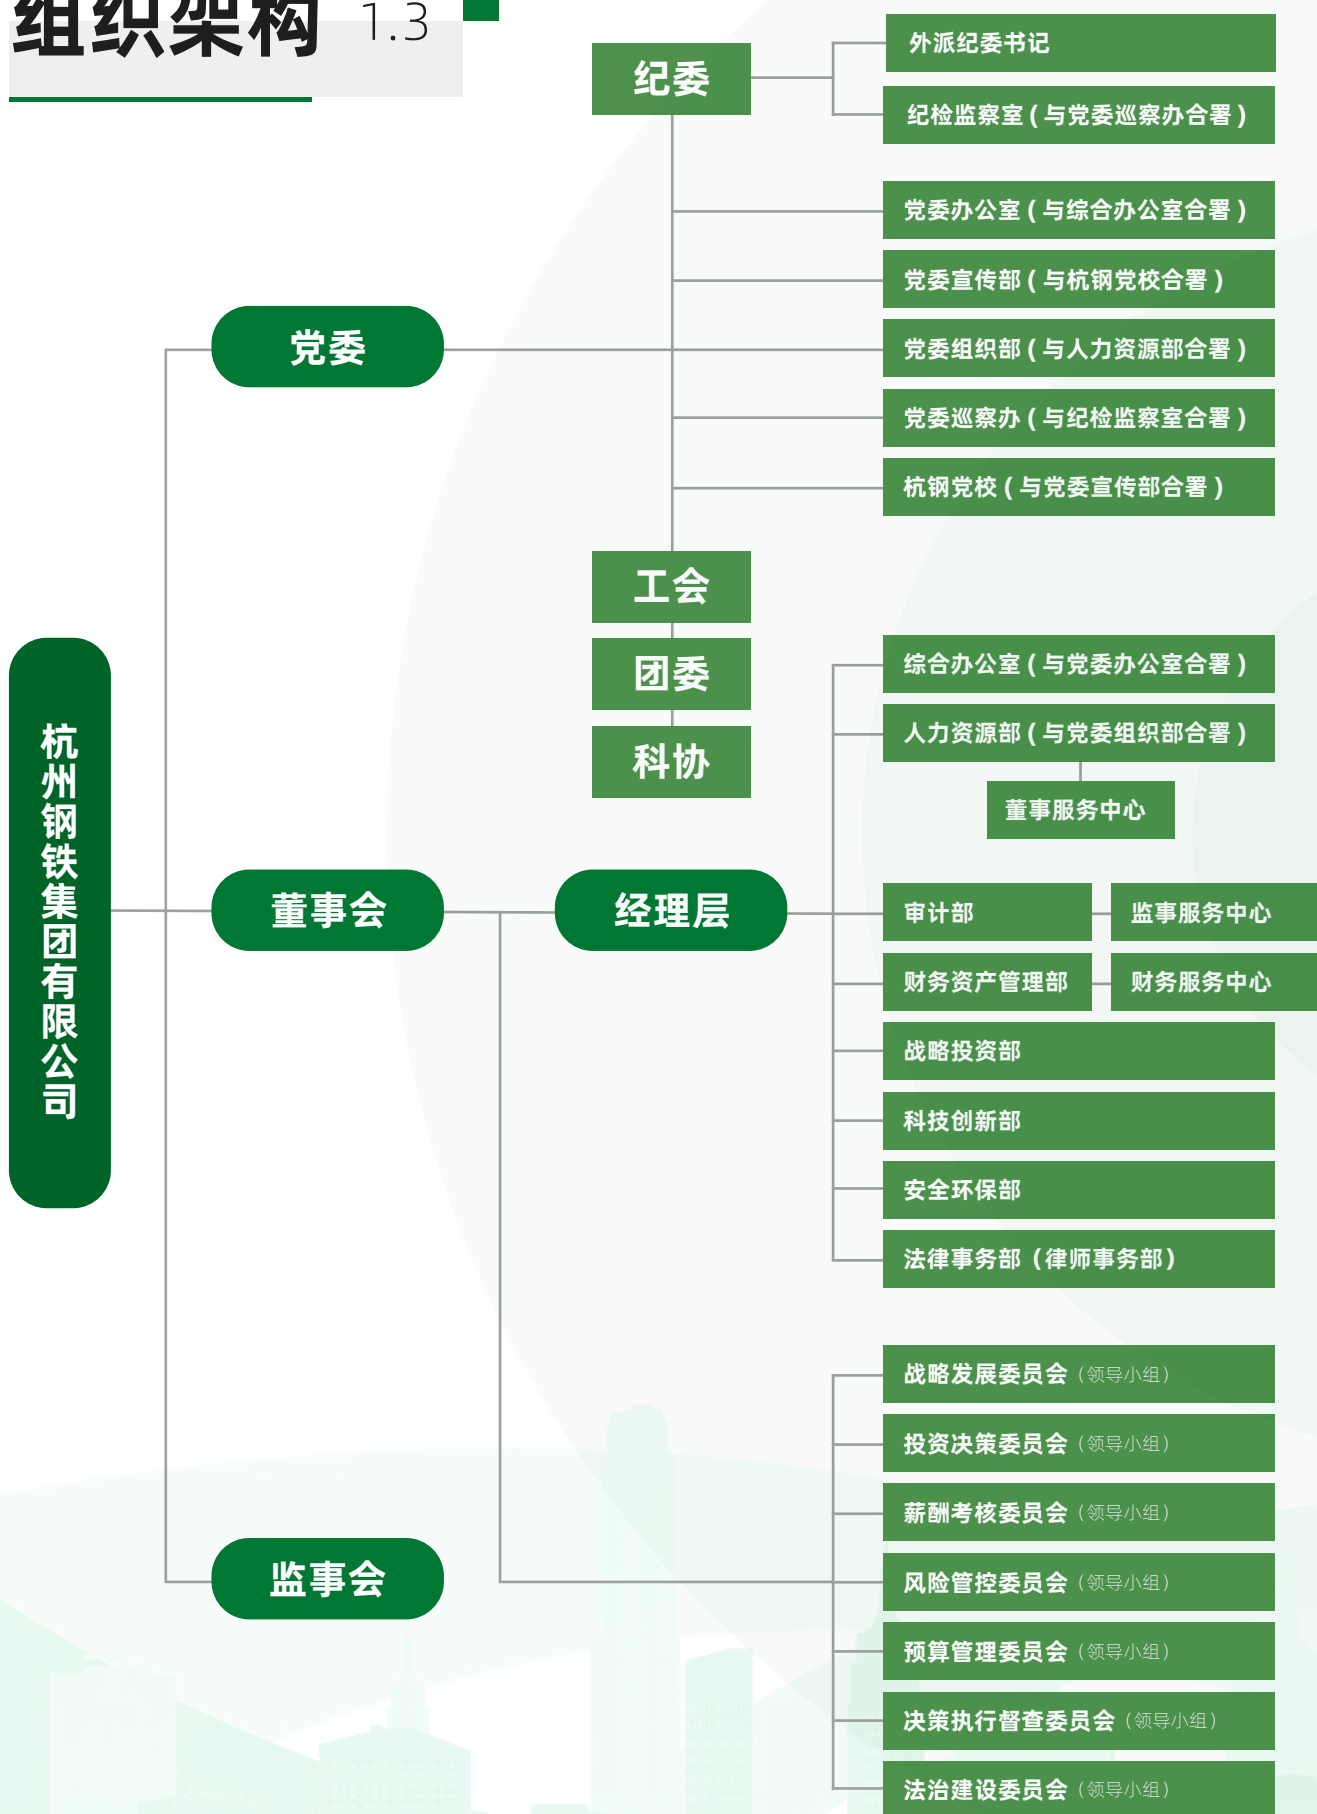 组织架构 1.3
纪委
外派纪委书记
纪检监察室(与党委巡察办合署)
党委办公室(与综合办公室合署)
党委宣传部(与杭钢党校合署)
党委
党委组织部(与人力资源部合署)
党委巡察办(与纪检监察室合署)
杭钢党校(与党委宣传部合署)
工会
团委
科协
综合办公室(与党委办公室合署)
人力资源部(与党委组织部合署)
董事服务中心
杭州钢铁集团有限公司
董事会
经理层
审计部
监事服务中心
财务资产管理部
财务服务中心
战略投资部
科技创新部
安全环保部
法律事务部（律师事务部）
战略发展委员会（领导小组）
投资决策委员会（领导小组）
薪酬考核委员会（领导小组）
监事会
风险管控委员会（领导小组）
预算管理委员会（领导小组）
决策执行督查委员会（领导小组）
法治建设委员会（领导小组）